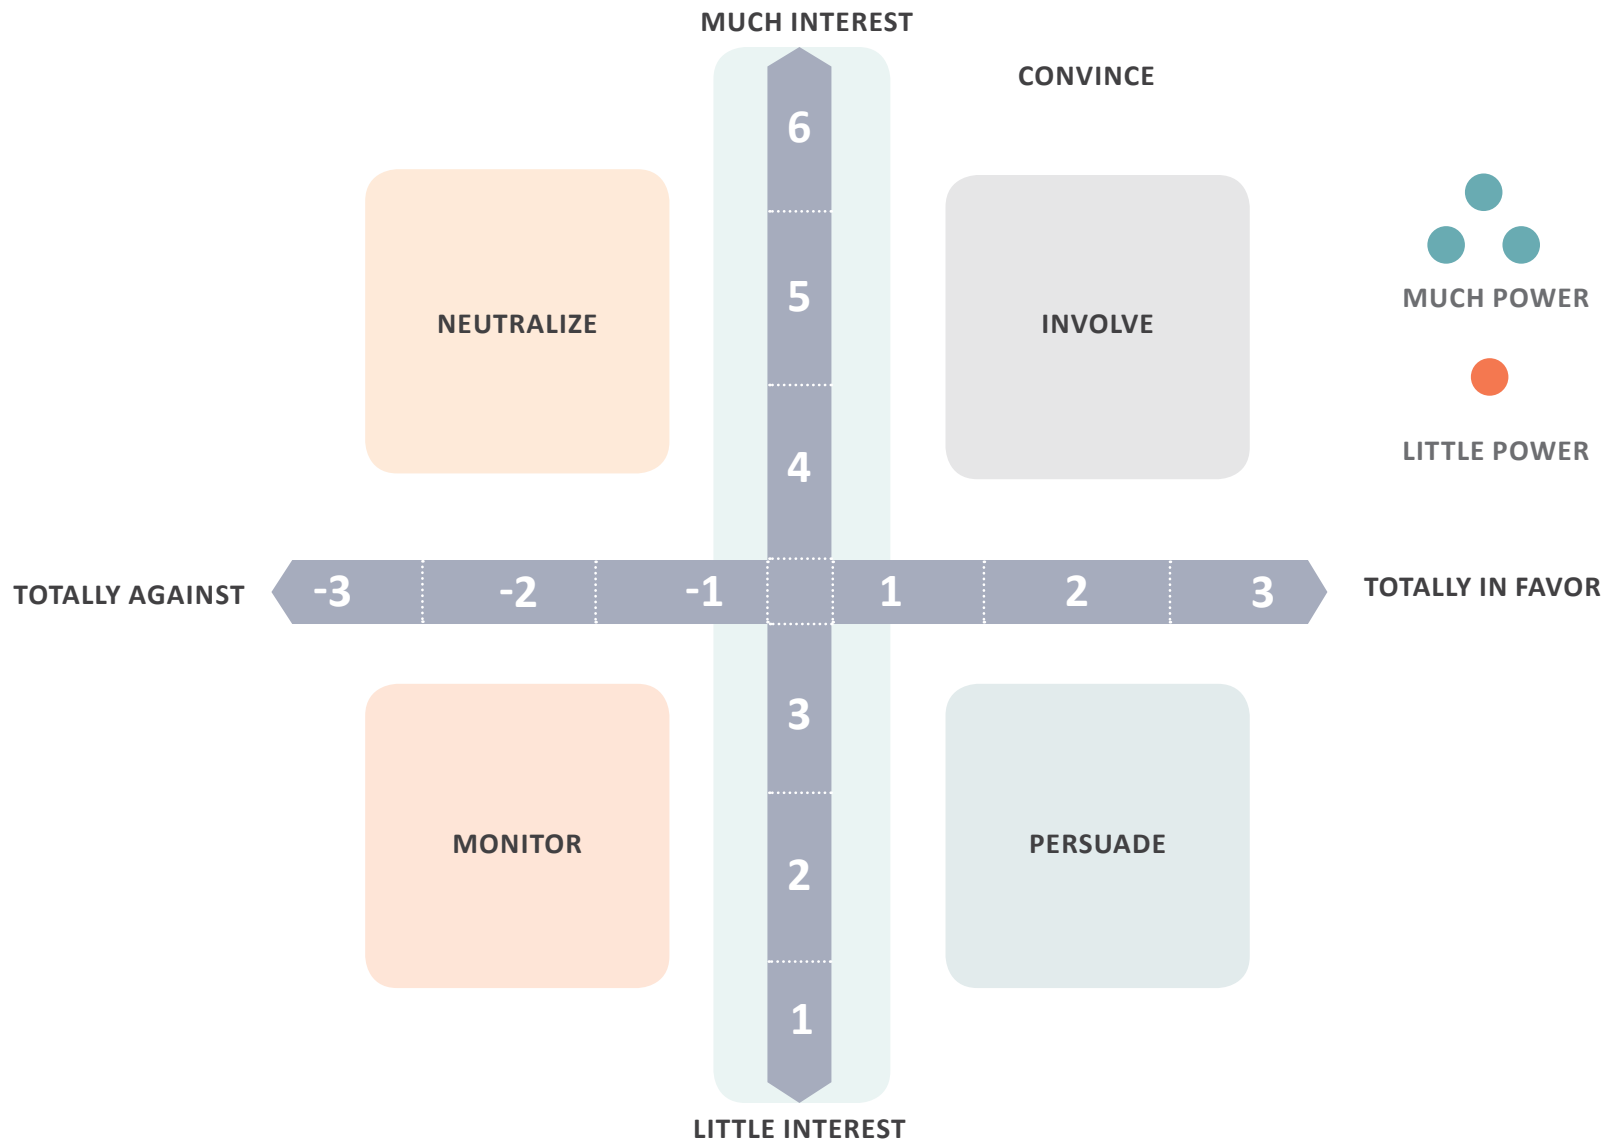 MUCH INTEREST
CONVINCE
6
5
NEUTRALIZE
INVOLVE
MUCH POWER
4
LITTLE POWER
TOTALLY AGAINST
-3 -2 -1 1 2 3
TOTALLY IN FAVOR
3
MONITOR
PERSUADE
2
1
LITTLE INTEREST